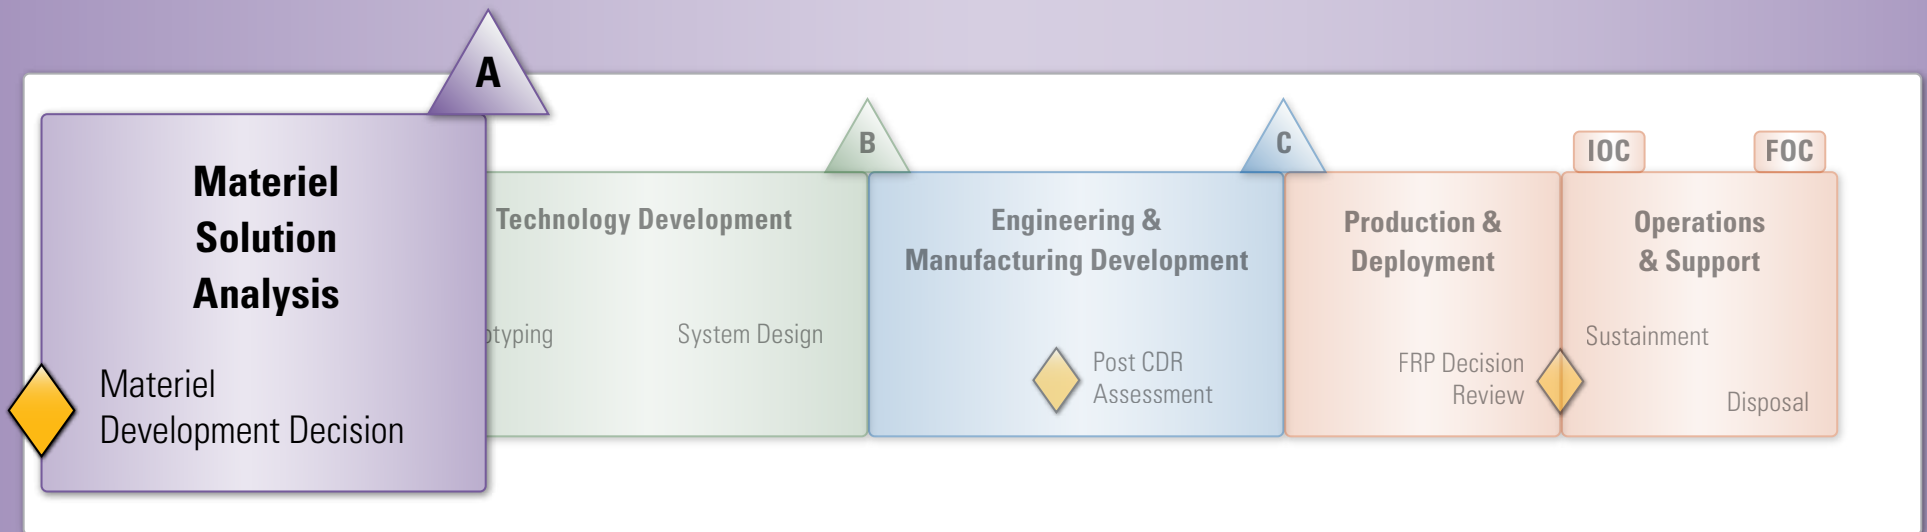 A
Materiel
Solution
Analysis
Materiel
Development Decision
B
Technology Development
System Design
C
Engineering &
Manufacturing Development
Post CDR
Assessment
Production &
Deployment
FRP Decision
Review
IOC
FOC
Operations
& Support
Sustainment
Disposal